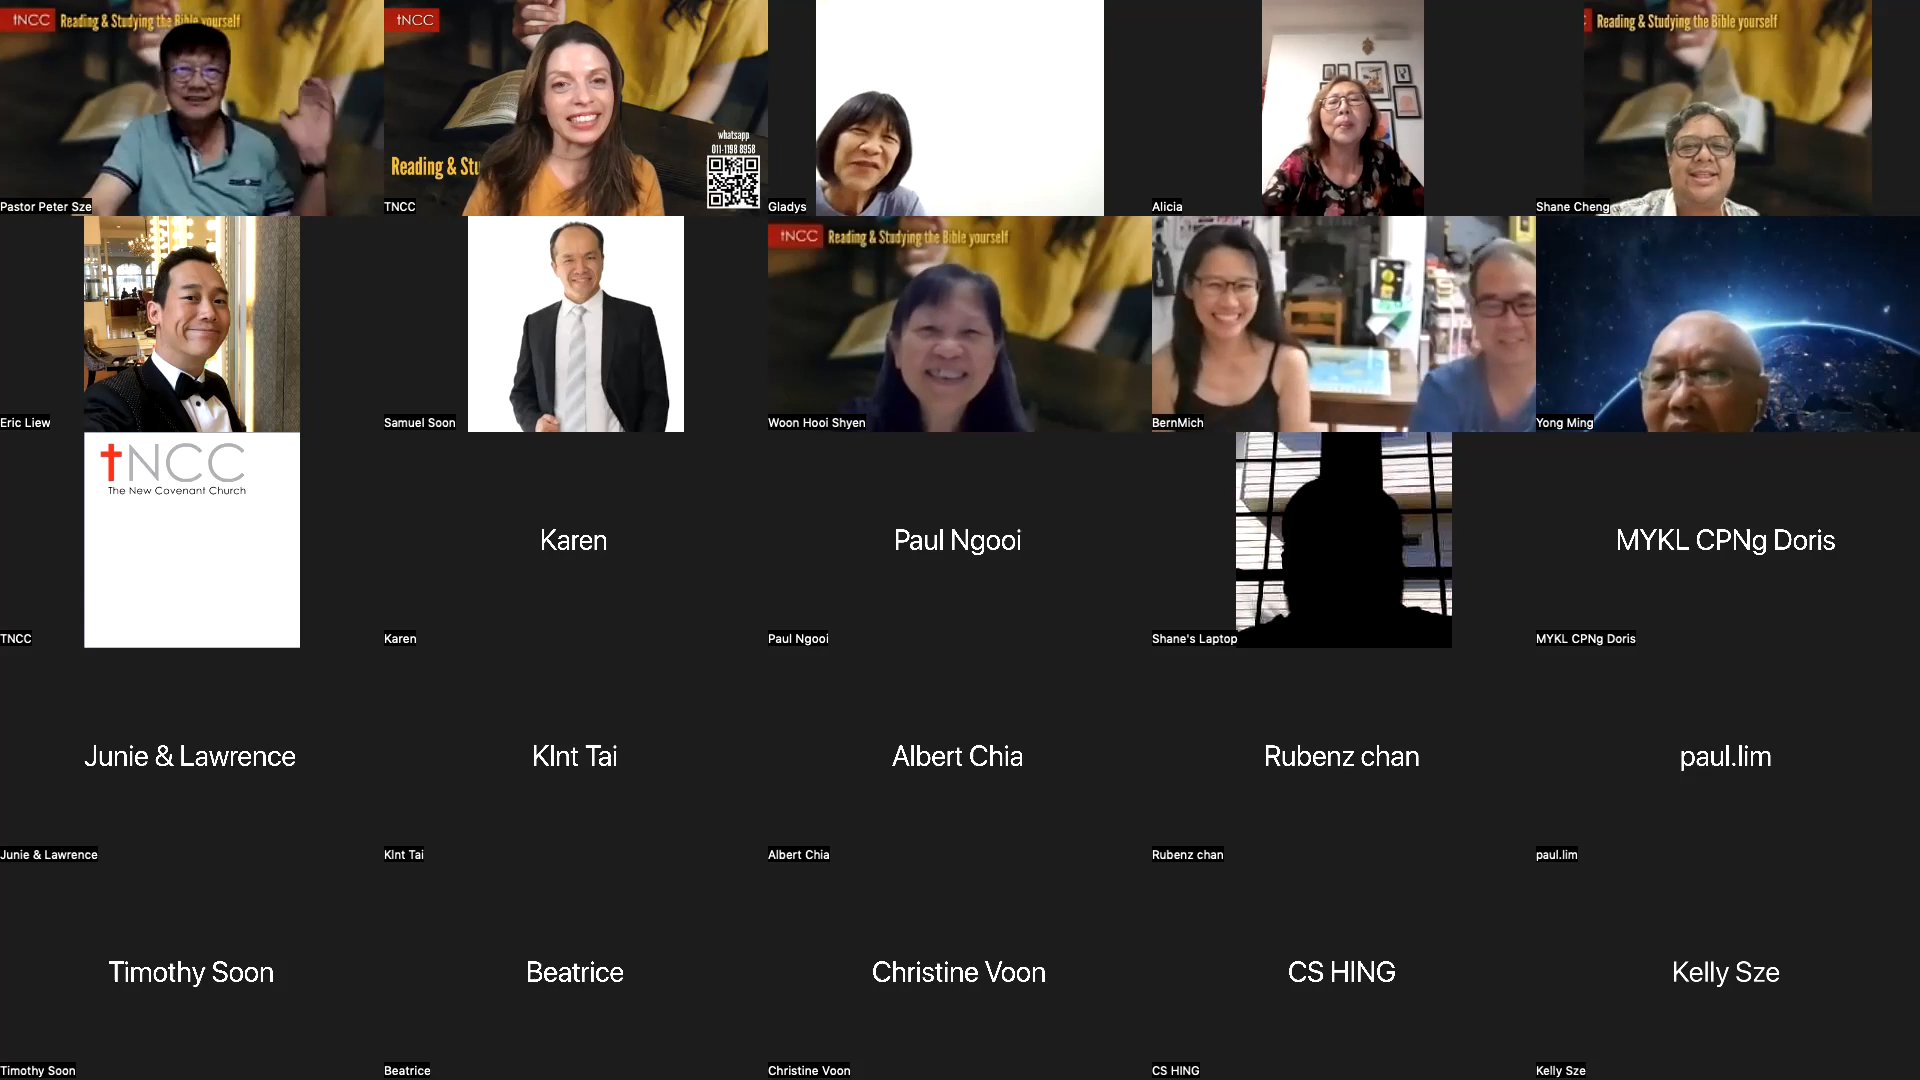 tNCC Reading & Studying the Bible yourself
Pastor Peter Sze
tNCC
Reading & Stu
whatsapp
011-1198 8958
TNCC
Gladys
Alicia
Reading & Studying the Bible yourself
Shane Cheng
Eric Liew
Samuel Soon
tNCC Reading & Studying the Bible yourself
Woon Hooi Shyen
BernMich
Yong Ming
tNCC
The New Covenant Church
TNCC
Karen
Karen
Paul Ngooi
Paul Ngooi
Shane's Laptop
MYKL CPNg Doris
MYKL CPNg Doris
Junie & Lawrence
Junie & Lawrence
KInt Tai
KInt Tai
Albert Chia
Albert Chia
Rubenz chan
Rubenz chan
paul.lim
paul.lim
Timothy Soon
Timothy Soon
Beatrice
Beatrice
Christine Voon
Christine Voon
CS HING
CS HING
Kelly Sze
Kelly Sze